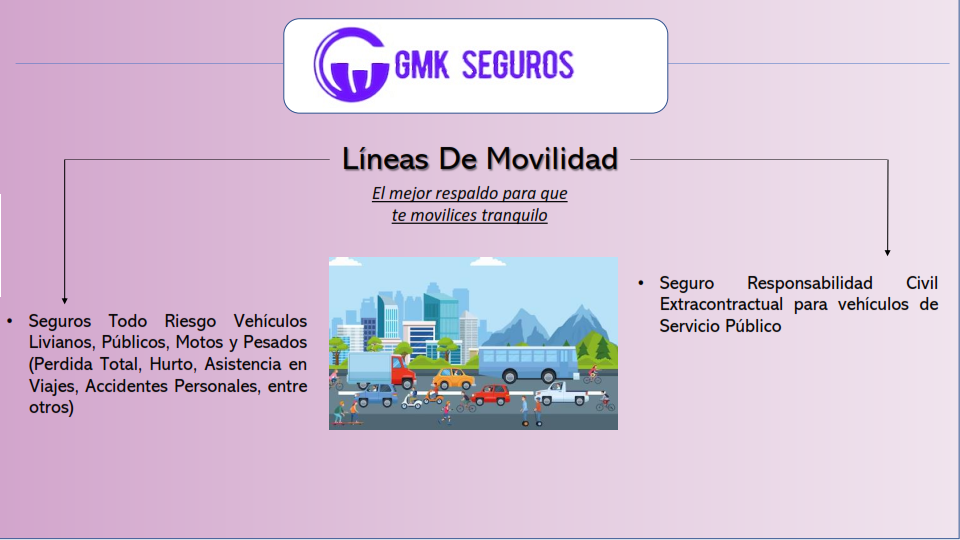 GMK SEGUROS
Líneas De Movilidad
El mejor respaldo para que
te movilices tranquilo
• Seguros Todo Riesgo Vehículos
Livianos, Públicos, Motos y Pesados
(Perdida Total, Hurto, Asistencia en
Viajes, Accidentes Personales, entre
otros)
• Seguro Responsabilidad Civil
Extracontractual para vehículos de
Servicio Público